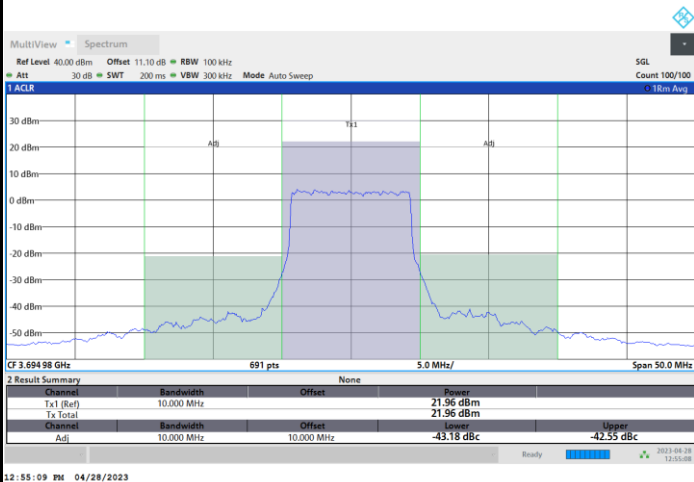 MultiView Spectrum
Ref Level 40.00 dBm Offset 11.10 dB RBW 100 kHz SGL
Att 30 dB SWT 200 ms VBW 300 kHz Mode Auto Sweep Count 100/100
1 ACLR 1Rm Avg
30 dBm
Tx1
20 dBm Adj Adj
10 dBm
0 dBm
-10 dBm
-20 dBm
-30 dBm
-40 dBm
-50 dBm
CF 3.694 98 GHz 691 pts 5.0 MHz/ Span 50.0 MHz
2 Result Summary None
Channel Bandwidth Offset Power
Tx1 (Ref) 10.000 MHz 21.96 dBm
Tx Total 21.96 dBm
Channel Bandwidth Offset Lower Upper
Adj 10.000 MHz 10.000 MHz -43.18 dBc -42.55 dBc
Ready 2023-04-28
12:55:08
12:55:09 PM 04/28/2023